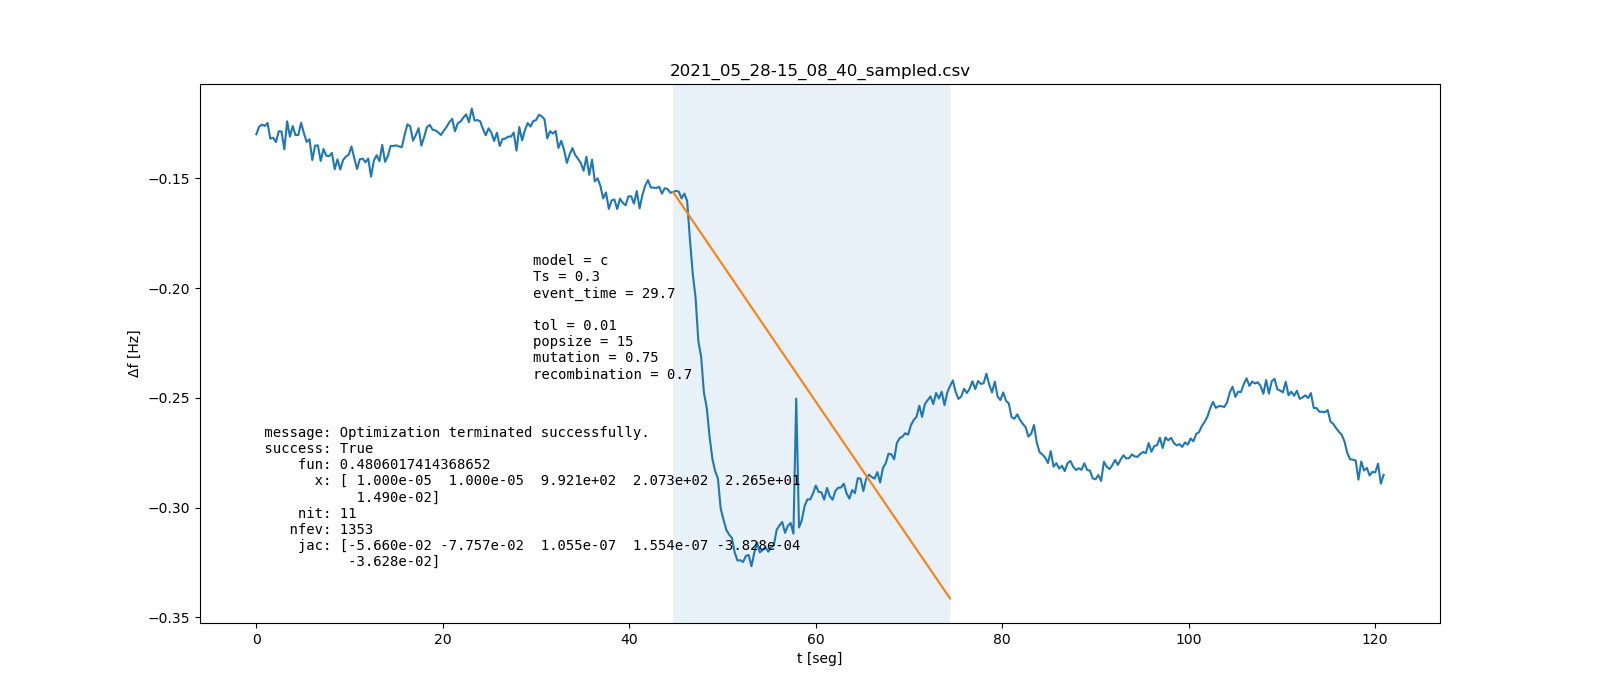 2021_05_28-15_08_40_sampled.csv
−0.15
−0.20
−0.25
−0.30
−0.35
Δf [Hz]
model = c
Ts = 0.3
event_time = 29.7
tol = 0.01
popsize = 15
mutation = 0.75
recombination = 0.7
message: Optimization terminated successfully.
success: True
fun: 0.4806017414368652
x: [ 1.000e-05 1.000e-05 9.921e+02 2.073e+02 2.265e+01
1.490e-02]
nit: 11
nfev: 1353
jac: [-5.660e-02 -7.757e-02 1.055e-07 1.554e-07 -3.828e-04
-3.628e-02]
0 20 40 60 80 100 120
t [seg]